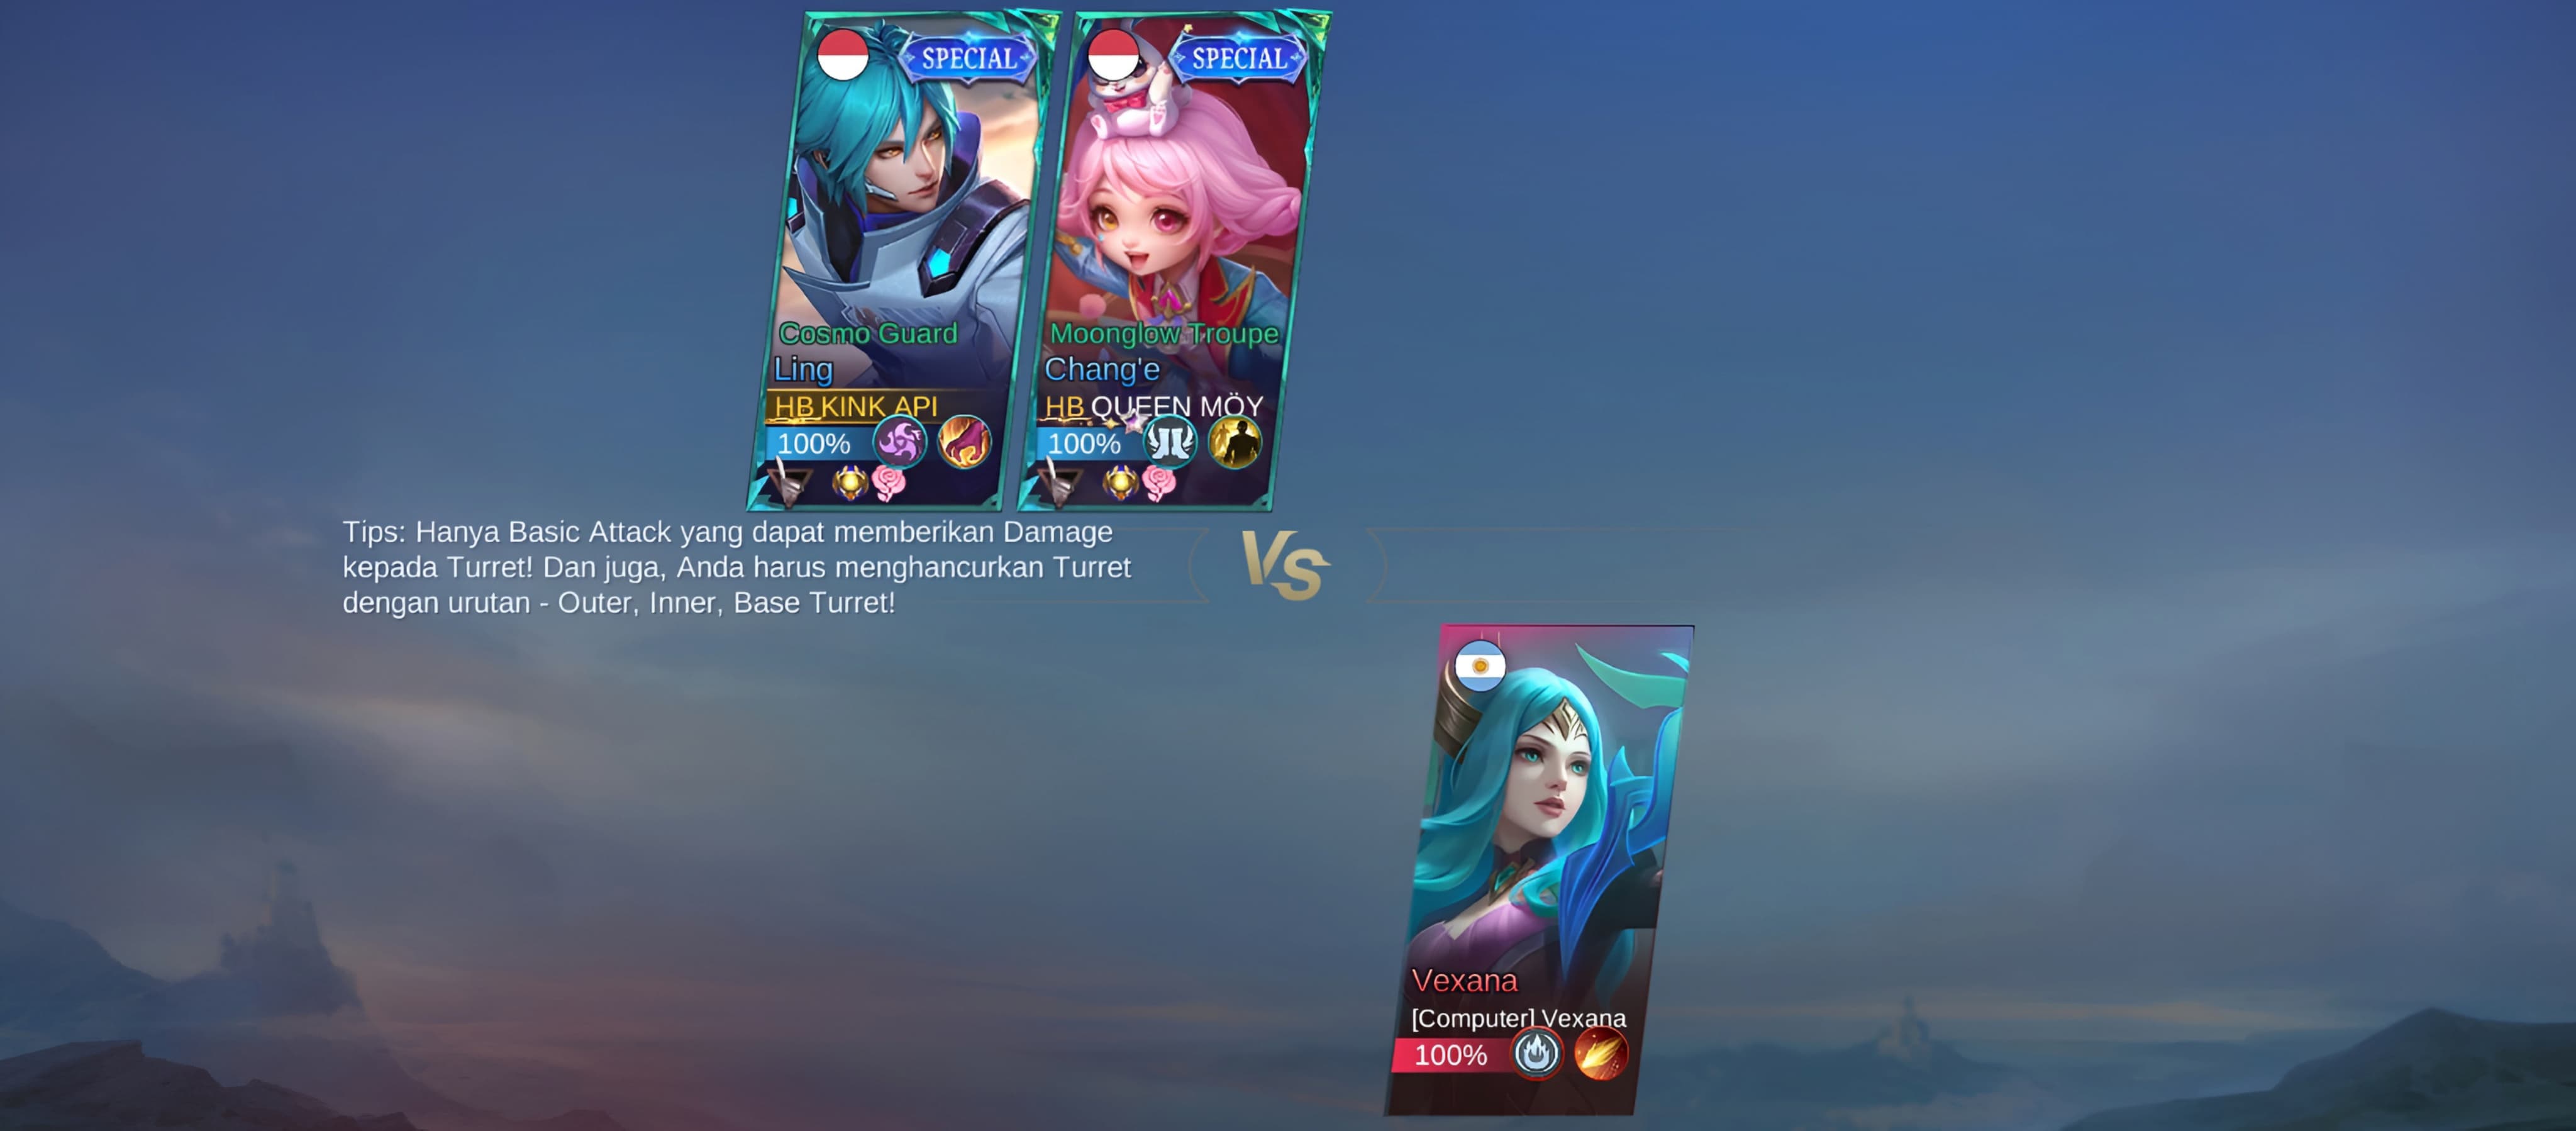 SPECIAL
SPECIAL
Cosmo Guard
Moonglow Troupe
Ling
Chang'e
HB KINK API
HB QUEEN MÖY
100%
100%
Tips: Hanya Basic Attack yang dapat memberikan Damage
kepada Turret! Dan juga, Anda harus menghancurkan Turret
dengan urutan - Outer, Inner, Base Turret!
Vs
Vexana
[Computer] Vexana
100%